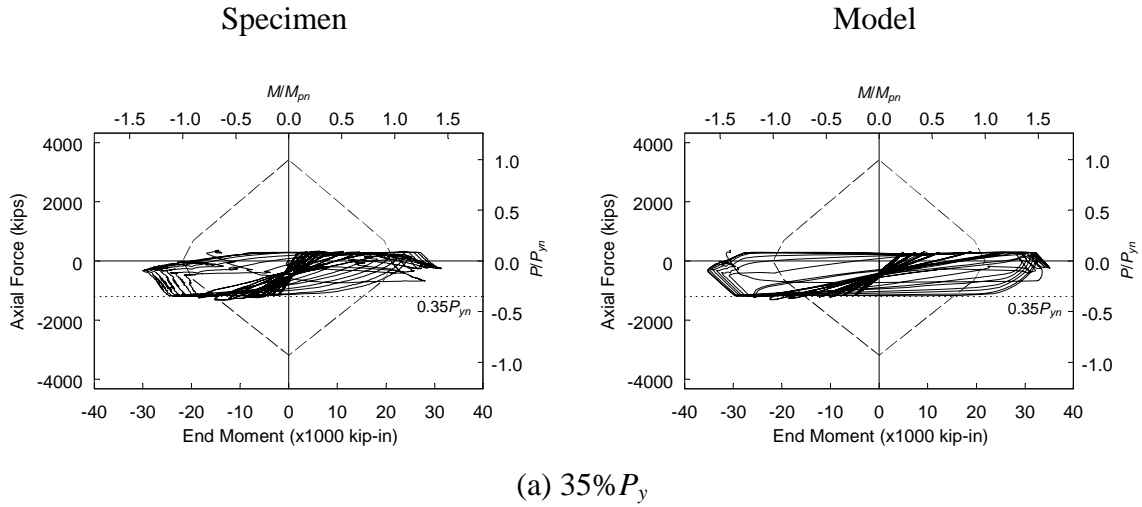 Specimen
Model
M/Mpn
-1.5 -1.0 -0.5 0.0 0.5 1.0 1.5
4000
2000
0
-2000
-4000
Axial Force (kips)
1.0
0.5
0.0
-0.5
-1.0
P/Pyn
0.35Pyn
-40 -30 -20 -10 0 10 20 30 40
End Moment (x1000 kip-in)
M/Mpn
-1.5 -1.0 -0.5 0.0 0.5 1.0 1.5
4000
2000
0
-2000
-4000
Axial Force (kips)
1.0
0.5
0.0
-0.5
-1.0
P/Pyn
0.35Pyn
-40 -30 -20 -10 0 10 20 30 40
End Moment (x1000 kip-in)
(a) 35%Py